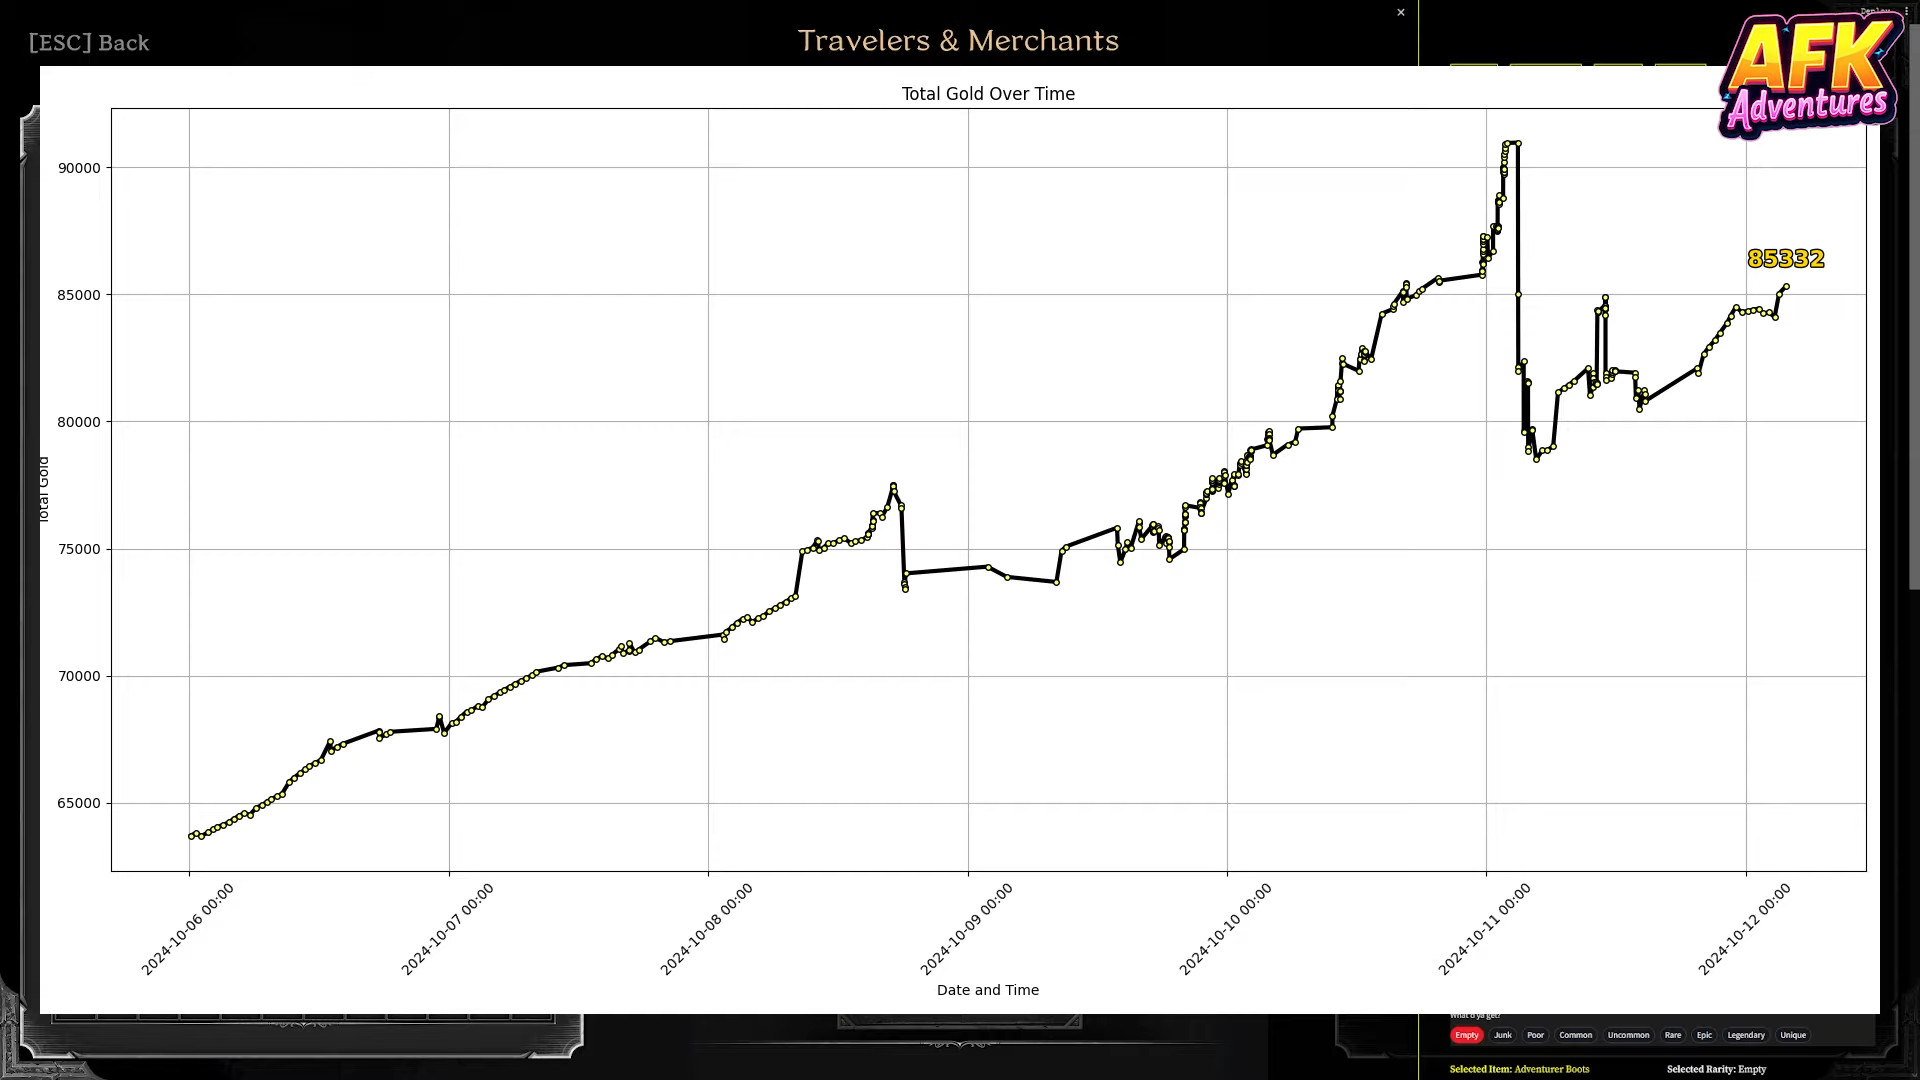 [ESC] Back
Travelers & Merchants
×
AFK
Adventures
Total Gold Over Time
90000
85000
80000
75000
70000
65000
Total Gold
85332
2024-10-06 00:00
2024-10-07 00:00
2024-10-08 00:00
2024-10-09 00:00
2024-10-10 00:00
2024-10-11 00:00
2024-10-12 00:00
Date and Time
Empty Junk Poor Common Uncommon Rare Epic Legendary Unique
Selected Item: Adventurer Boots Selected Rarity: Empty